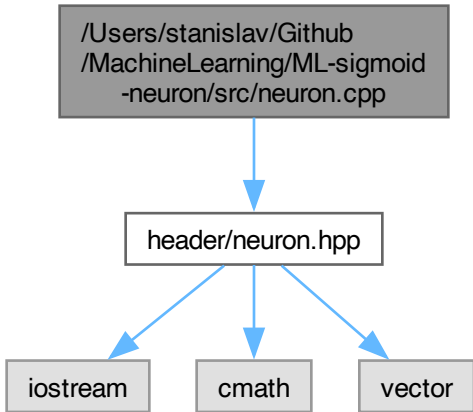 /Users/stanislav/Github
/MachineLearning/ML-sigmoid
-neuron/src/neuron.cpp
header/neuron.hpp
iostream
cmath
vector